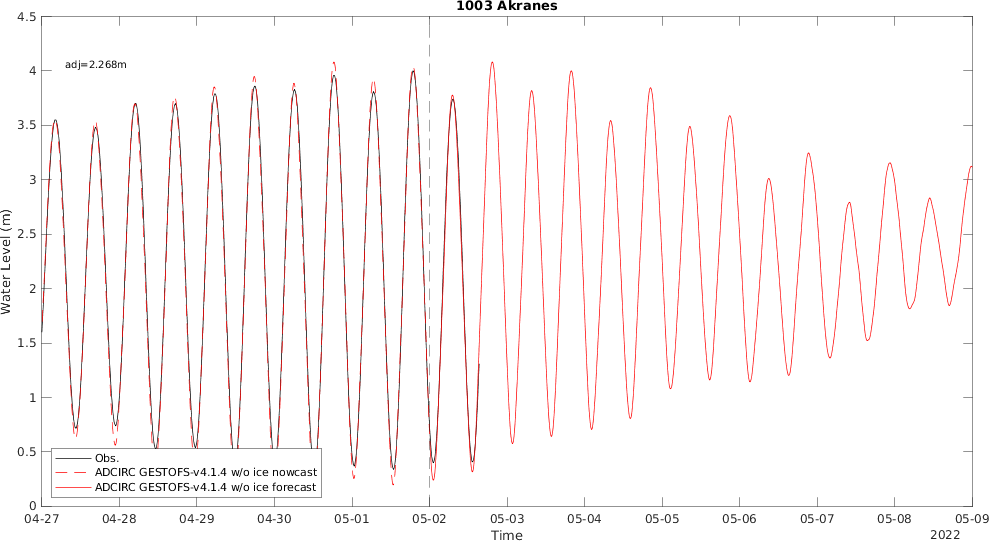 1003 Akranes
4.5
4
3.5
3
2.5
2
1.5
1
0.5
0
Water Level (m)
adj=2.268m
Obs.
ADCIRC GESTOFS-v4.1.4 w/o ice nowcast
ADCIRC GESTOFS-v4.1.4 w/o ice forecast
04-27 04-28 04-29 04-30 05-01 05-02 05-03 05-04 05-05 05-06 05-07 05-08 05-09
Time
2022